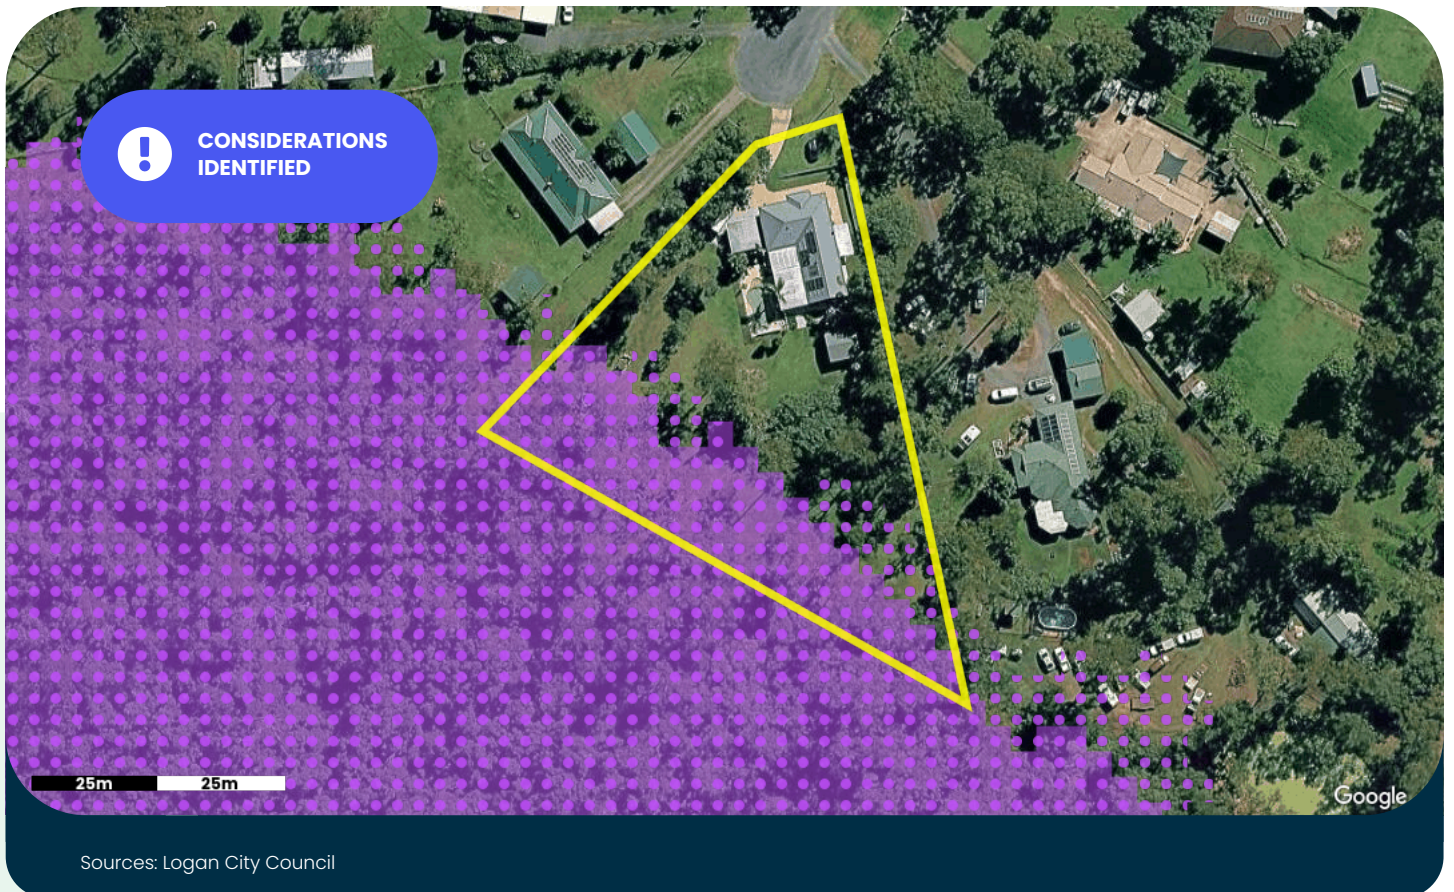 CONSIDERATIONS
IDENTIFIED
25m 25m
Google
Sources: Logan City Council